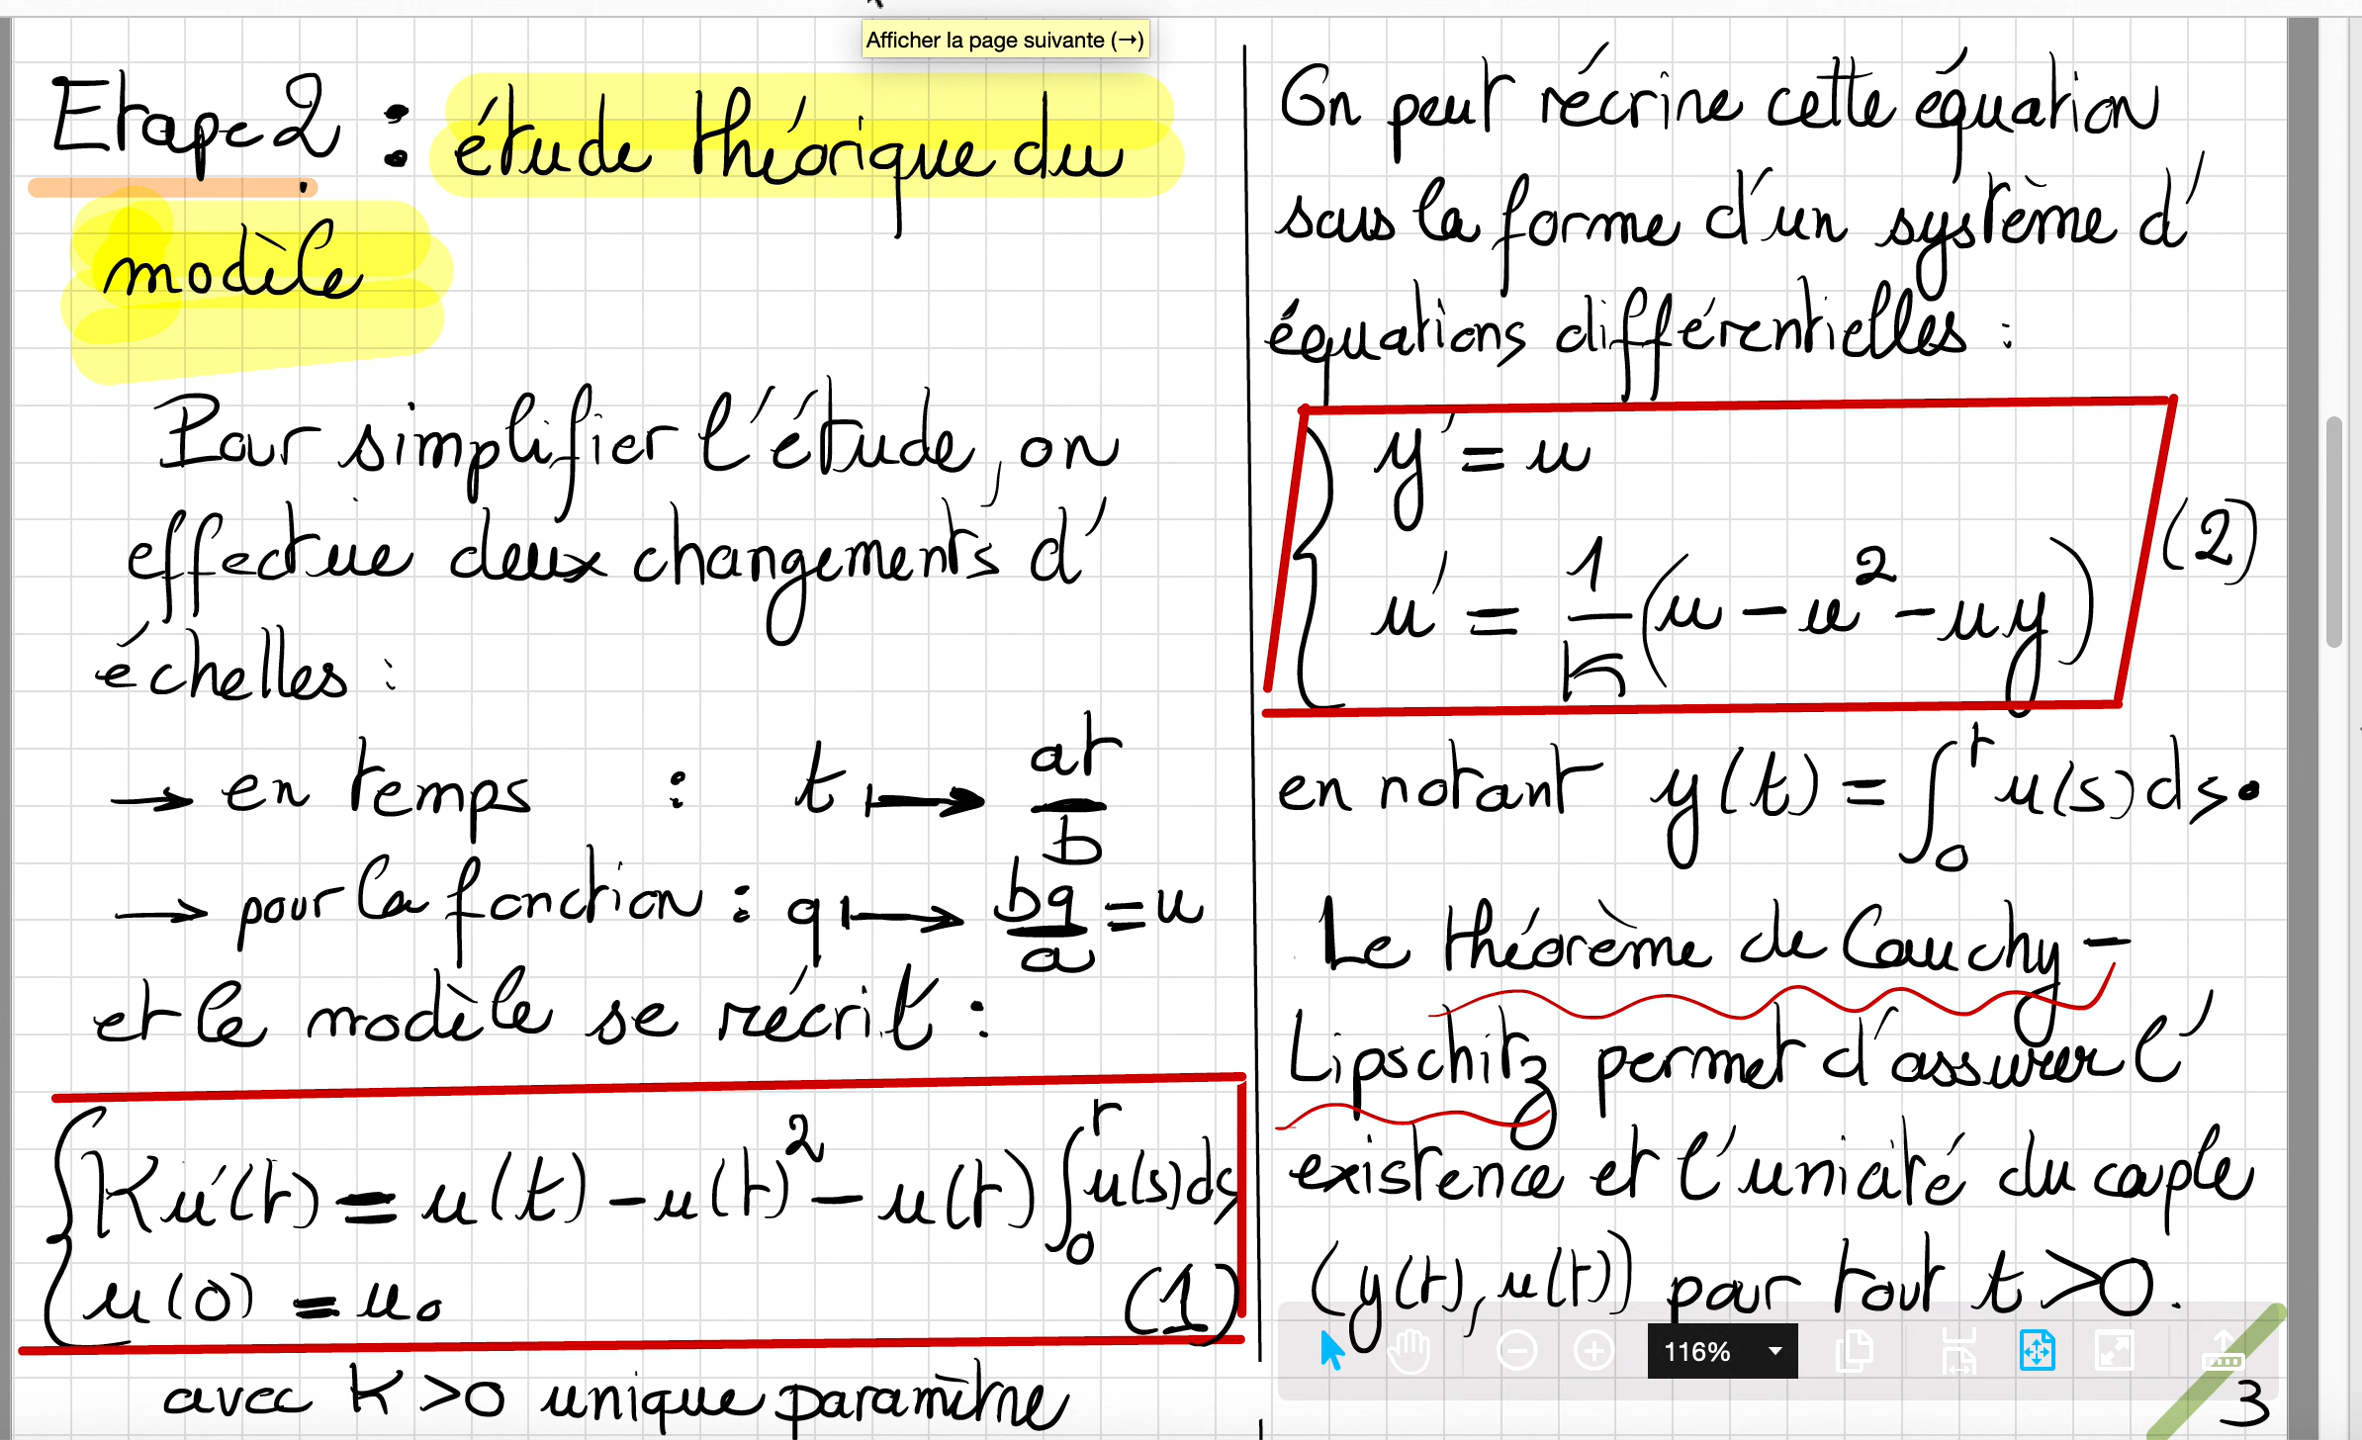 Afficher la page suivante (→)
Etape 2 : étude théorique du
modèle
Pour simplifier l'étude, on
effectue deux changements d'
échelles :
→ en temps : t ↦ at/b
→ pour la fonction : q ↦ bq/a = u
et le modèle se récrit :
{ Ku'(t) = u(t) - u(t)² - u(t) ∫₀ᵗ u(s)ds
u(0) = u₀ (1)
avec K > 0 unique paramètre
On peut récrire cette équation
sous la forme d'un système d'
équations différentielles :
{ y' = u
u' = 1/K (u - u² - uy) (2)
en notant y(t) = ∫₀ᵗ u(s)ds.
Le théorème de Cauchy-
Lipschitz permet d'assurer l'
existence et l'unicité du couple
(y(t), u(t)) pour tout t > 0.
116%
3